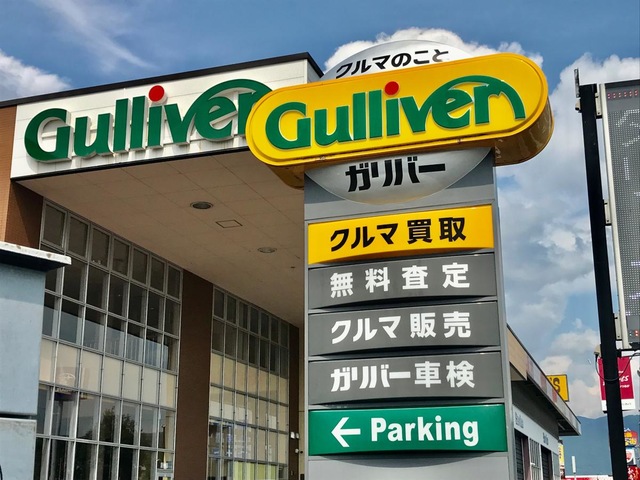 Gulliver
クルマのこと
Gulliver
ガリバー
クルマ買取
無料査定
クルマ販売
ガリバー車検
← Parking